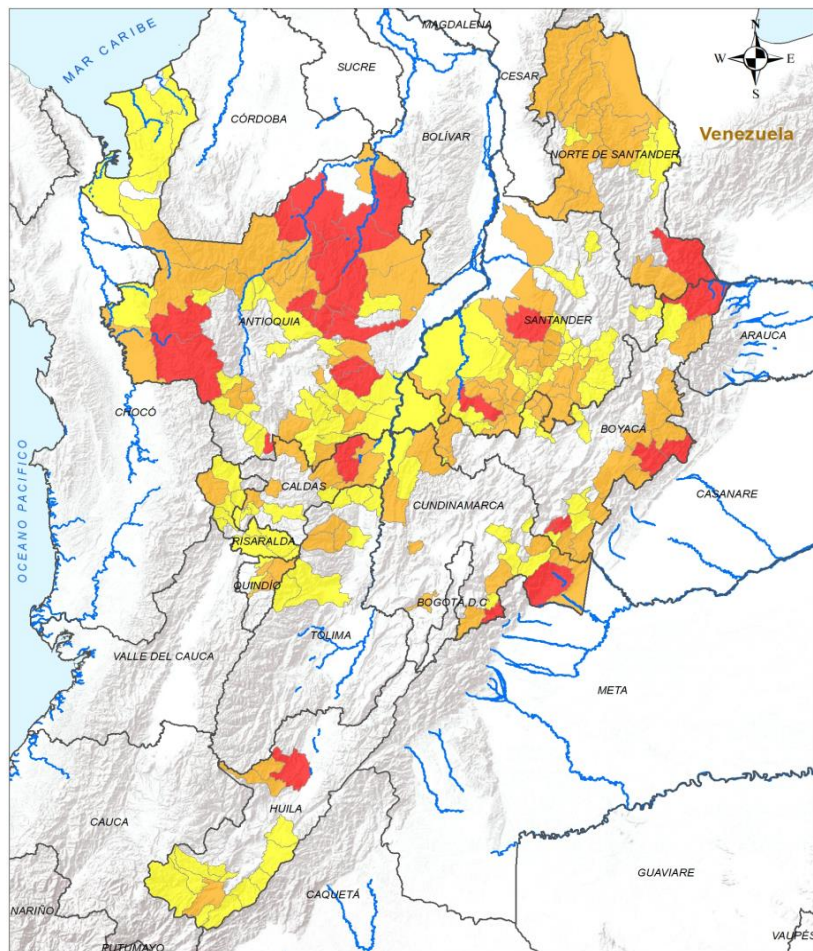 MAGDALENA
N
MAR CARIBE
SUCRE
CESAR
W
E
S
CÓRDOBA
BOLÍVAR
Venezuela
NORTE DE SANTANDER
ANTIOQUIA
SANTANDER
ARAUCA
CHOCÓ
BOYACÁ
OCEANO PACIFICO
CALDAS
CUNDINAMARCA
CASANARE
RISARALDA
QUINDÍO
BOGOTÁ, D.C
TOLIMA
VALLE DEL CAUCA
META
HUILA
CAUCA
GUAVIARE
CAQUETÁ
NARIÑO
PUTUMAYO
VAUPÉS